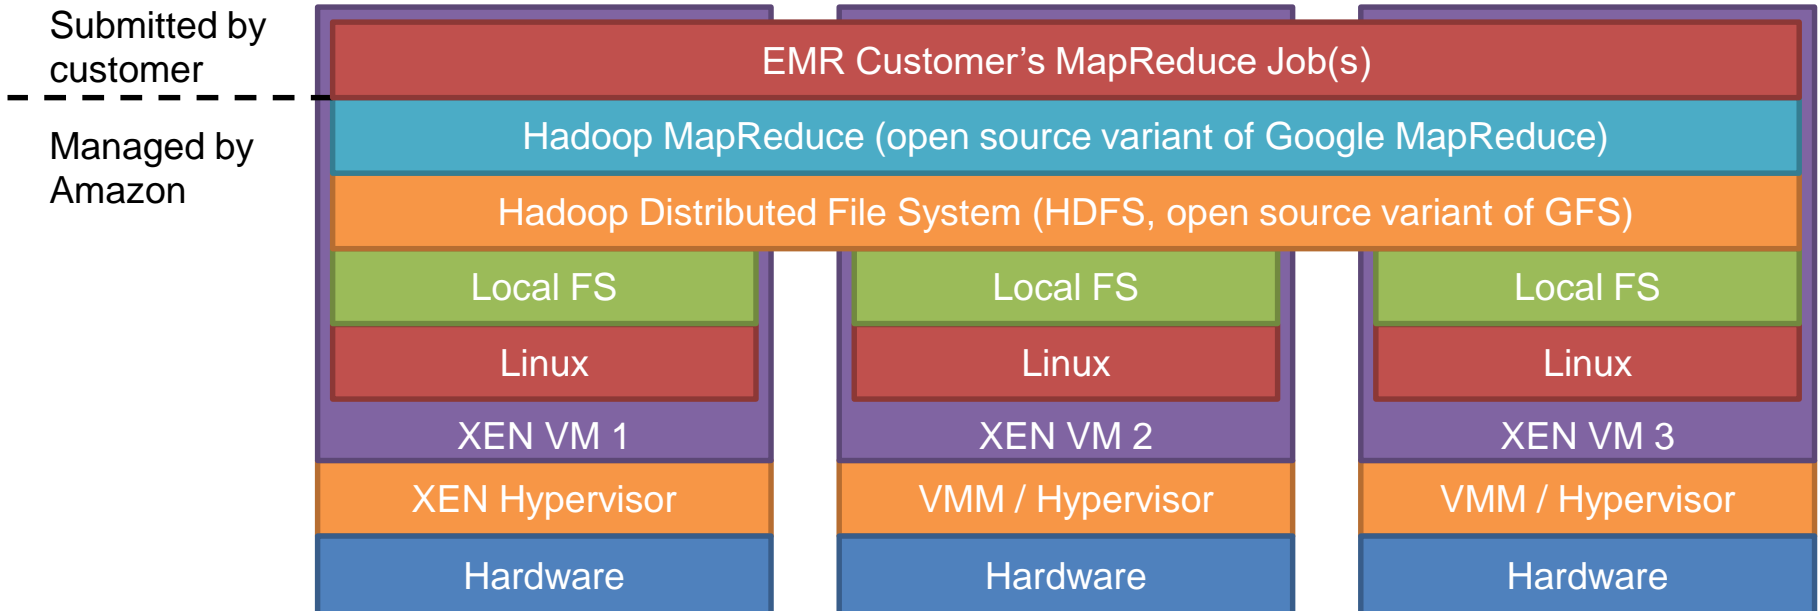 Submitted by
customer
EMR Customer’s MapReduce Job(s)
Managed by
Amazon
Hadoop MapReduce (open source variant of Google MapReduce)
Hadoop Distributed File System (HDFS, open source variant of GFS)
Local FS
Local FS
Local FS
Linux
Linux
Linux
XEN VM 1
XEN VM 2
XEN VM 3
XEN Hypervisor
VMM / Hypervisor
VMM / Hypervisor
Hardware
Hardware
Hardware